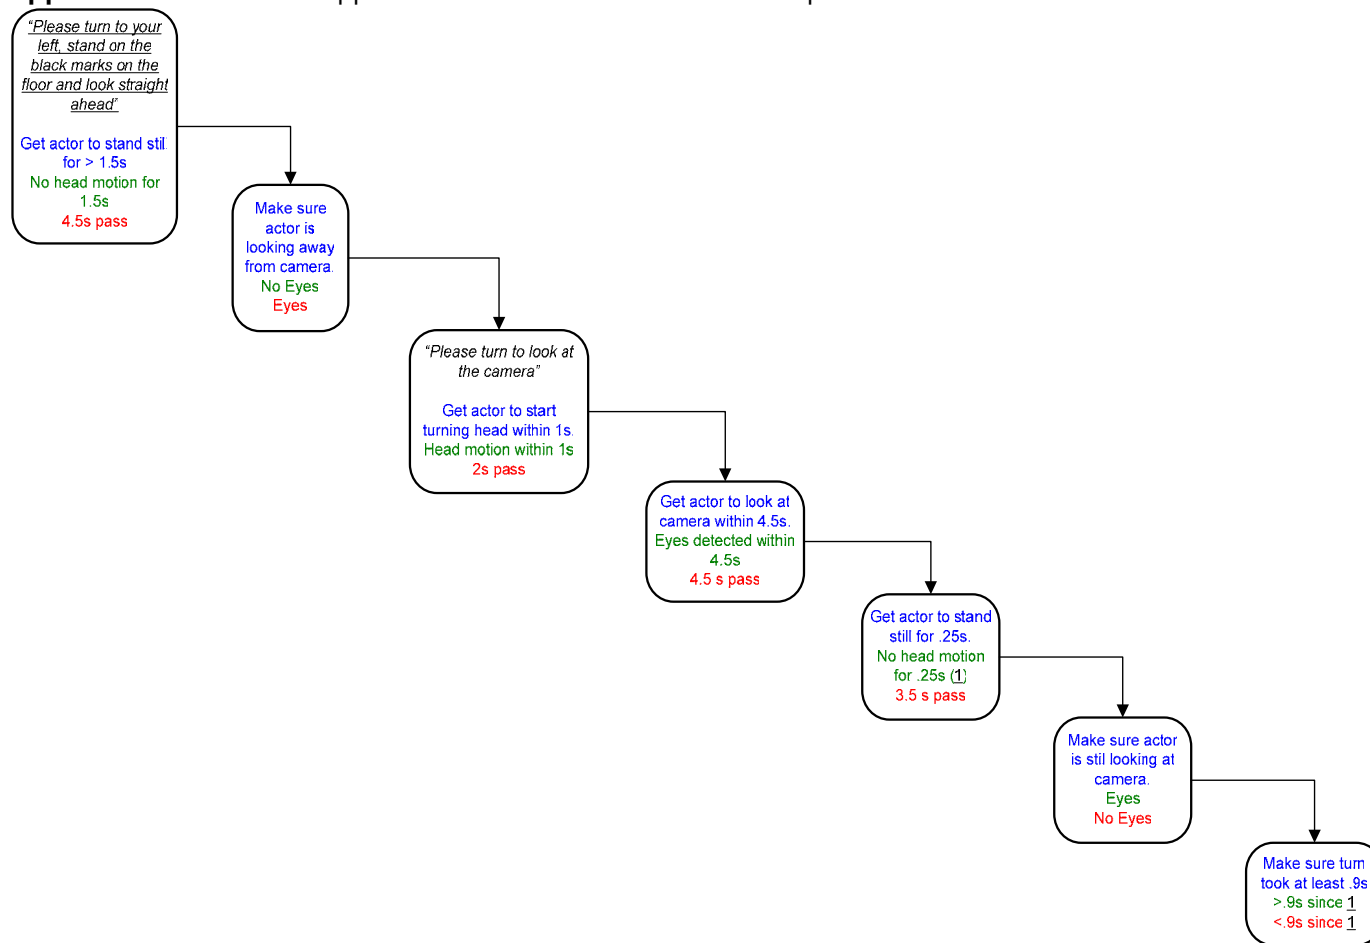 “Please turn to your
left, stand on the
black marks on the
floor and look straight
ahead”
Get actor to stand stil
for > 1.5s
No head motion for
1.5s
4.5s pass
Make sure
actor is
looking away
from camera.
No Eyes
Eyes
“Please turn to look at
the camera”
Get actor to start
turning head within 1s.
Head motion within 1s
2s pass
Get actor to look at
camera within 4.5s.
Eyes detected within
4.5s
4.5 s pass
Get actor to stand
still for .25s.
No head motion
for .25s (1)
3.5 s pass
Make sure actor
is stil looking at
camera.
Eyes
No Eyes
Make sure turn
took at least .9s
>.9s since 1
<.9s since 1